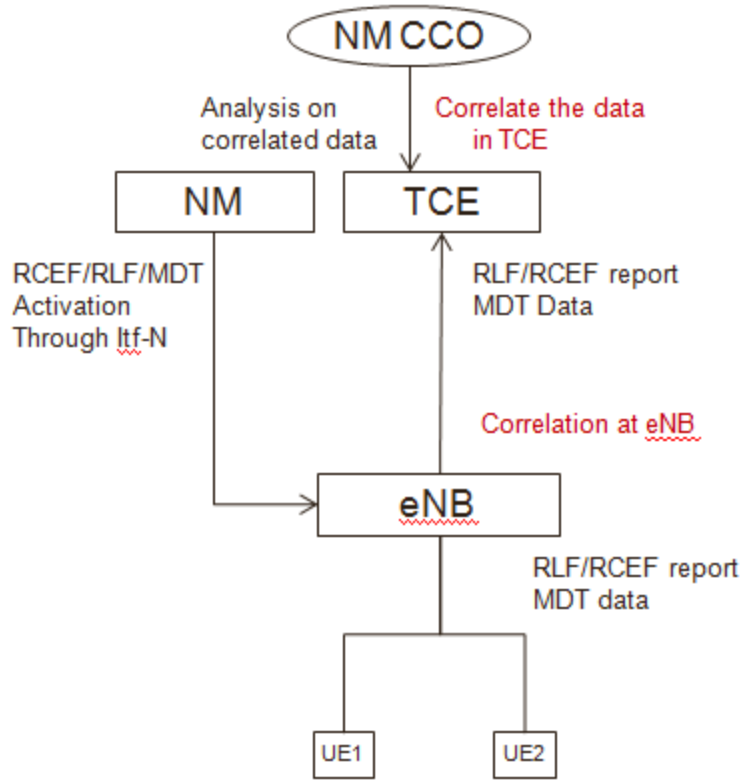 NM CCO
Analysis on
correlated data
Correlate the data
in TCE
NM
TCE
RCEF/RLF/MDT
Activation
Through Itf-N
RLF/RCEF report
MDT Data
Correlation at eNB
eNB
RLF/RCEF report
MDT data
UE1
UE2